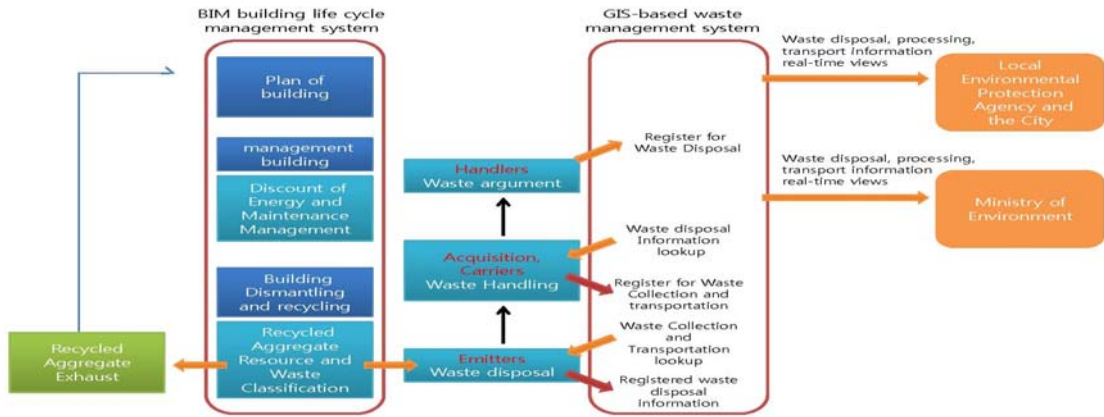 BIM building life cycle
management system
GIS-based waste
management system
Plan of
building
management building
Discount of
Energy and
Maintenance
Management
Building
Dismantling
and recycling
Recycled
Aggregate
Resource and
Waste
Classification
Recycled
Aggregate
Exhaust
Handlers
Waste argument
Acquisition,
Carriers
Waste Handling
Emitters
Waste disposal
Register for
Waste Disposal
Waste disposal
Information
lookup
Register for Waste
Collection and
transportation
Waste Collection
and
Transportation
lookup
Registered waste
disposal
information
Waste disposal, processing,
transport information
real-time views
Local
Environmental
Protection
Agency and
the City
Waste disposal, processing,
transport information
real-time views
Ministry of
Environment